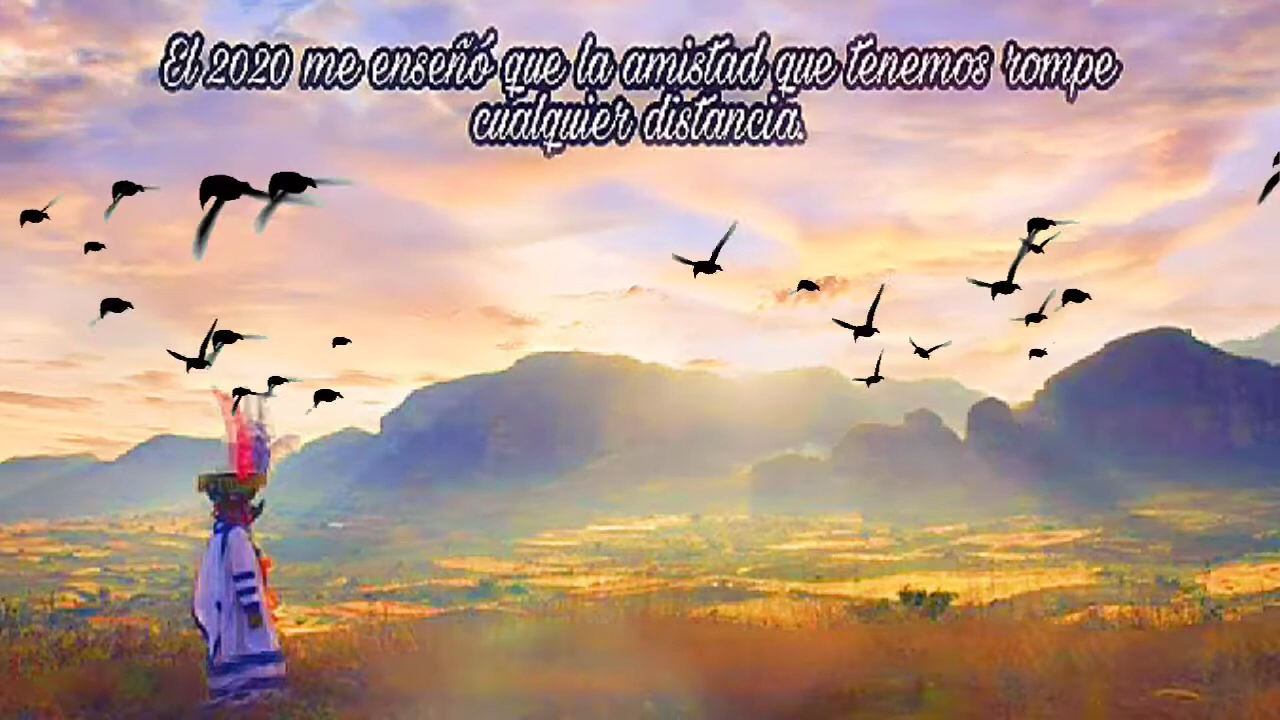 El 2020 me enseñó que la amistad que tenemos rompe
cualquier distancia.